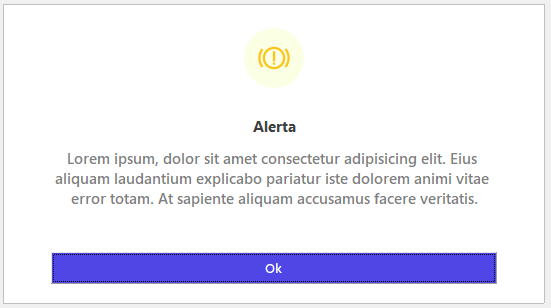 Alerta
Lorem ipsum, dolor sit amet consectetur adipisicing elit. Eius
aliquam laudantium explicabo pariatur iste dolorem animi vitae
error totam. At sapiente aliquam accusamus facere veritatis.
Ok